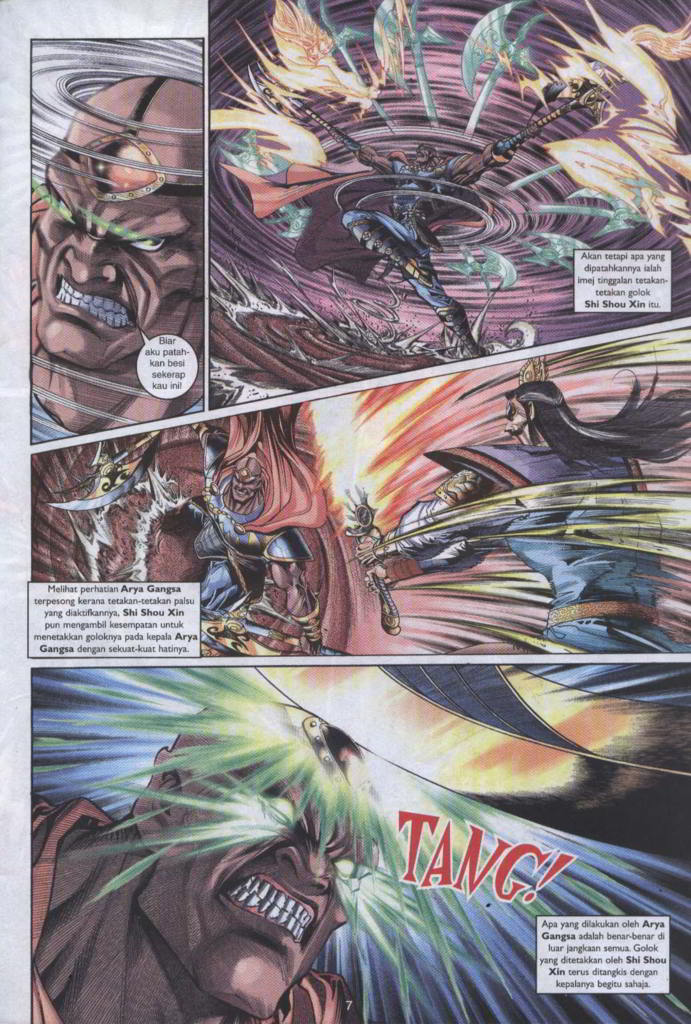 Biar
aku patah-
kan besi
sekerap
kau ini!
Akan tetapi apa yang
dipatahkannya ialah
imej tinggalan tetakan-
tetakan golok
Shi Shou Xin itu.
Melihat perhatian Arya Gangsa
terpesong kerana tetakan-tetakan palsu
yang diaktifkannya, Shi Shou Xin
pun mengambil kesempatan untuk
menetakkan goloknya pada kepala Arya
Gangsa dengan sekuat-kuat hatinya.
TANG!
Apa yang dilakukan oleh Arya
Gangsa adalah benar-benar di
luar jangkaan semua. Golok
yang ditetakkan oleh Shi Shou
Xin terus ditangkis dengan
kepalanya begitu sahaja.
7